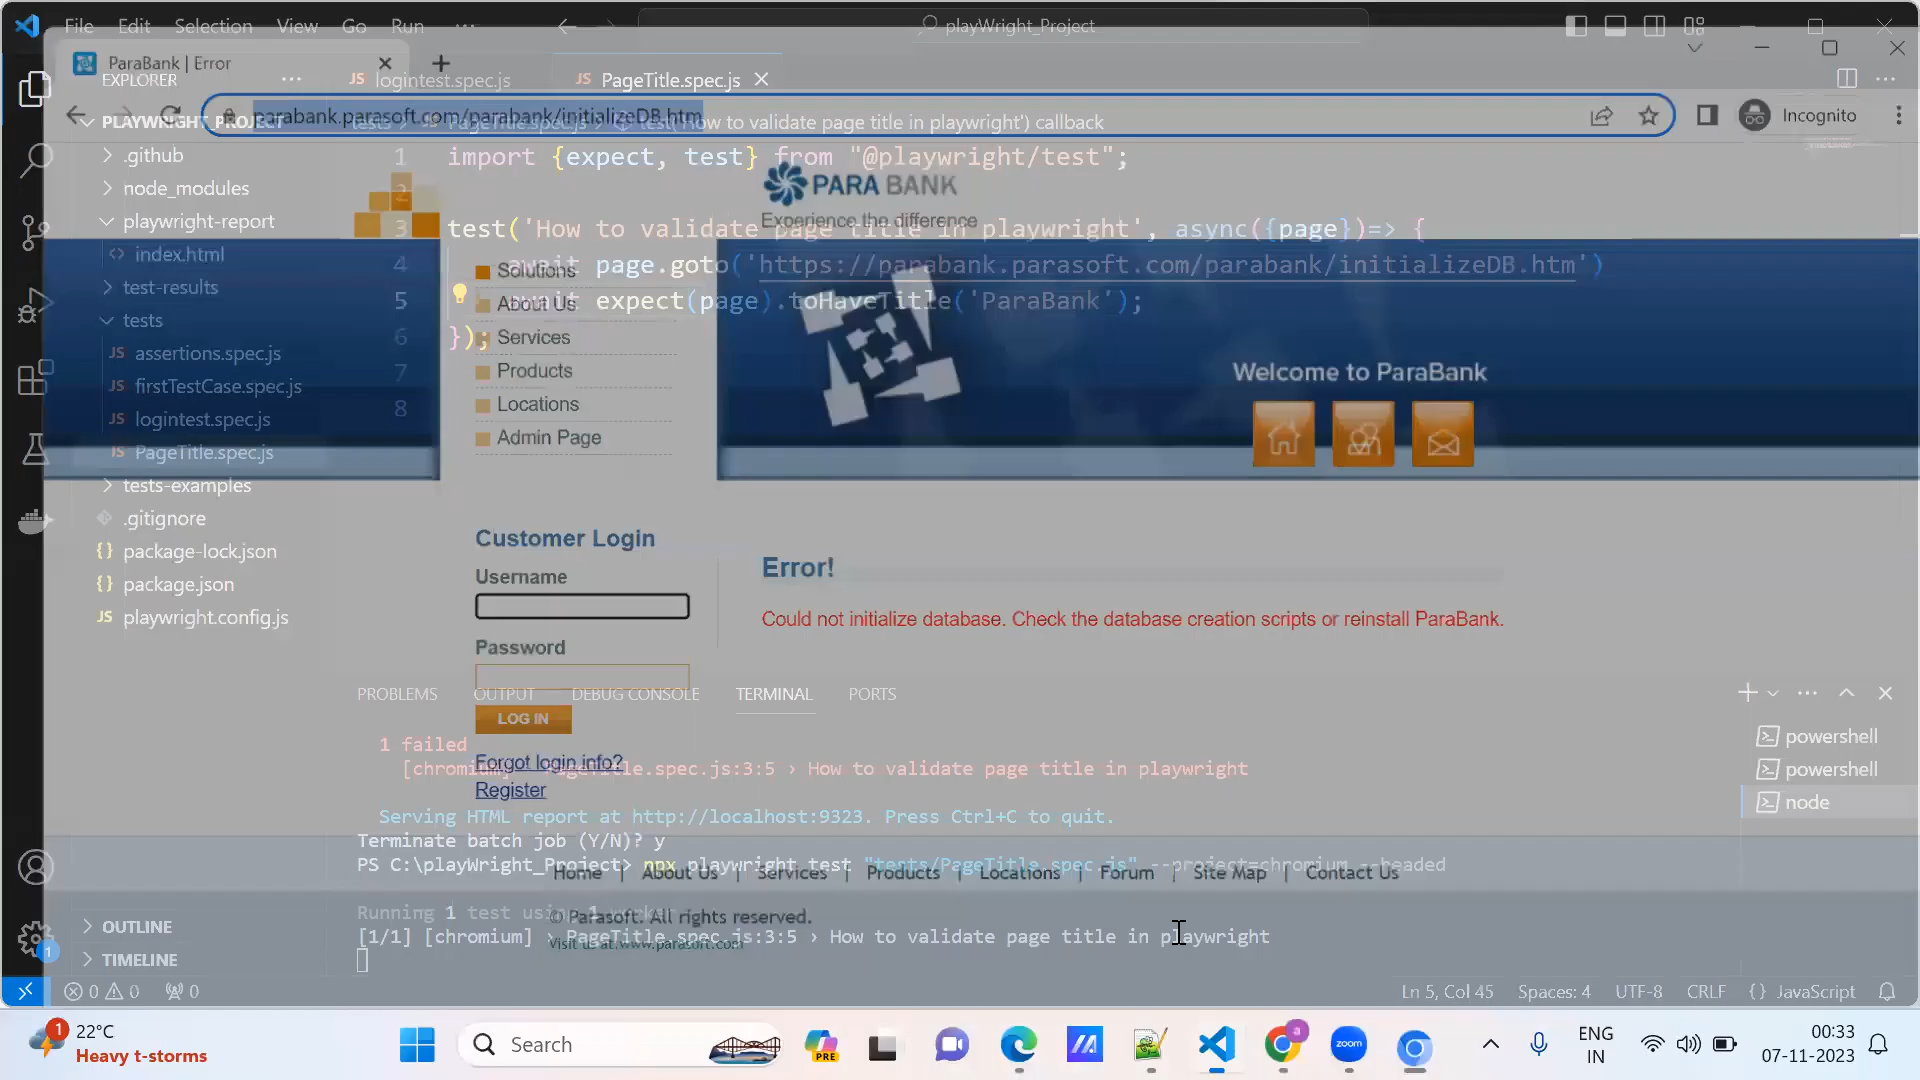 File Edit Selection View Go Run ...
playWright_Project
ParaBank | Error
EXPLORER
logintest.spec.js
JS PageTitle.spec.js
parabank.parasoft.com/parabank/initializeDB.htm
Incognito
PLAYWRIGHT_PROJECT
tests > PageTitle.spec.js > test('How to validate page title in playwright') callback
.github
node_modules
playwright-report
index.html
test-results
tests
JS assertions.spec.js
JS firstTestCase.spec.js
JS logintest.spec.js
JS PageTitle.spec.js
tests-examples
.gitignore
{} package-lock.json
{} package.json
JS playwright.config.js
OUTLINE
TIMELINE
1 import {expect, test} from "@playwright/test";
2
3 test('How to validate page title in playwright', async({page})=> {
4 await page.goto('https://parabank.parasoft.com/parabank/initializeDB.htm')
5 await expect(page).toHaveTitle('ParaBank');
6 });
7
8
PARA BANK
Experience the difference
Solutions
About Us
Services
Products
Locations
Admin Page
Welcome to ParaBank
Customer Login
Username
Password
LOG IN
Forgot login info?
Register
Error!
Could not initialize database. Check the database creation scripts or reinstall ParaBank.
Home | About Us | Services | Products | Locations | Forum | Site Map | Contact Us
© Parasoft. All rights reserved.
Visit us at www.parasoft.com
PROBLEMS OUTPUT DEBUG CONSOLE TERMINAL PORTS
1 failed
[chromium] › PageTitle.spec.js:3:5 › How to validate page title in playwright
Serving HTML report at http://localhost:9323. Press Ctrl+C to quit.
Terminate batch job (Y/N)? y
PS C:\playWright_Project> npx playwright test "tests/PageTitle.spec.js" --project=chromium --headed
Running 1 test using 1 worker
[1/1] [chromium] › PageTitle.spec.js:3:5 › How to validate page title in playwright
powershell
powershell
node
0 0 0
Ln 5, Col 45 Spaces: 4 UTF-8 CRLF {} JavaScript
1
1
22°C
Heavy t-storms
Search
PRE
a
zoom
ENG
IN
00:33
07-11-2023